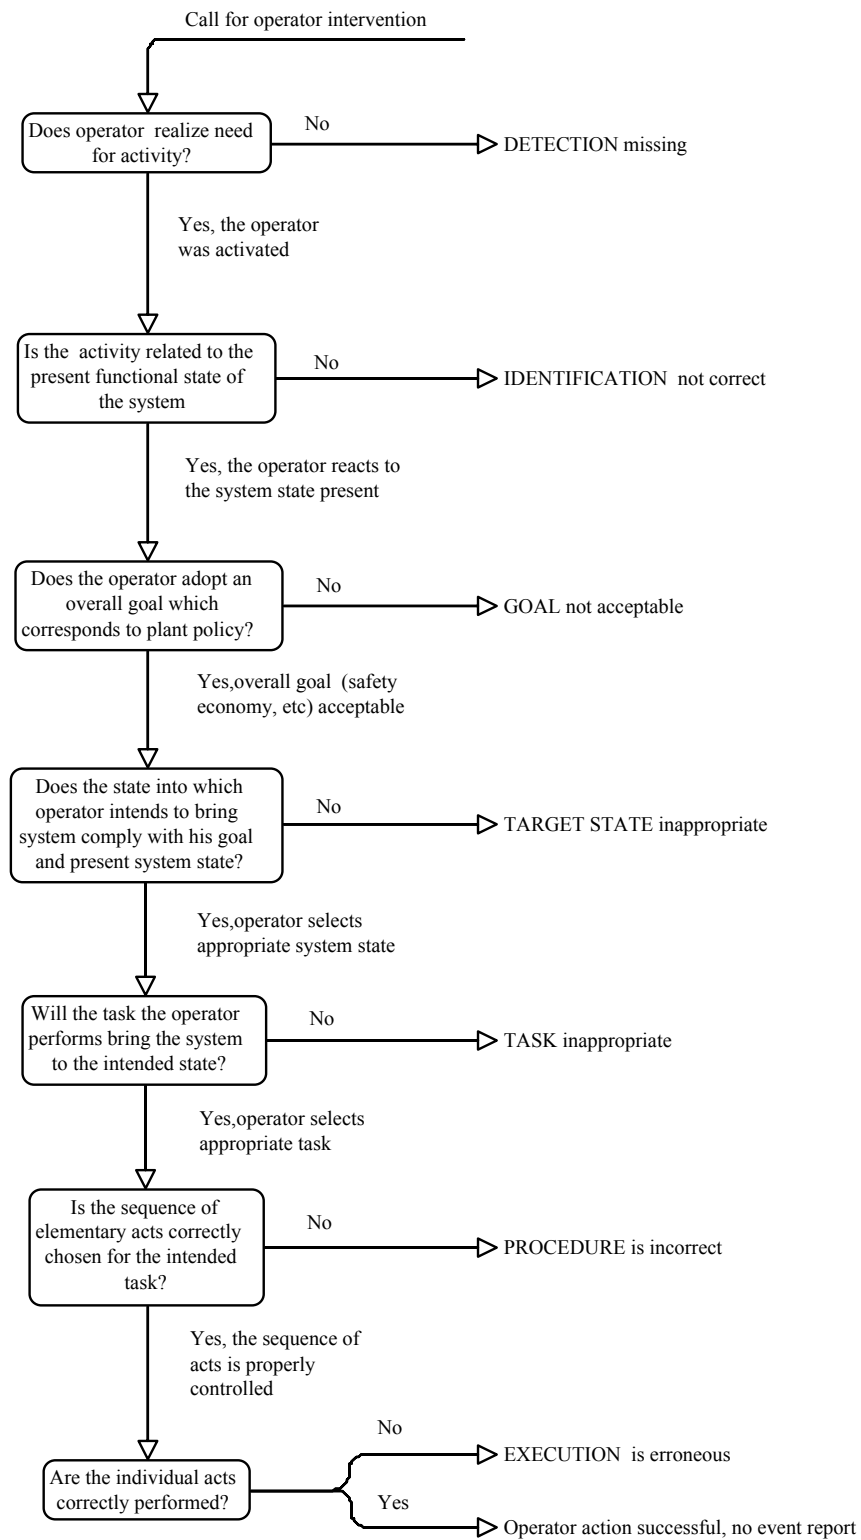 Call for operator intervention
Does operator realize need
for activity?
No
DETECTION missing
Yes, the operator
was activated
Is the activity related to the
present functional state of
the system
No
IDENTIFICATION not correct
Yes, the operator reacts to
the system state present
Does the operator adopt an
overall goal which
corresponds to plant policy?
No
GOAL not acceptable
Yes,overall goal (safety
economy, etc) acceptable
Does the state into which
operator intends to bring
system comply with his goal
and present system state?
No
TARGET STATE inappropriate
Yes,operator selects
appropriate system state
Will the task the operator
performs bring the system
to the intended state?
No
TASK inappropriate
Yes,operator selects
appropriate task
Is the sequence of
elementary acts correctly
chosen for the intended
task?
No
PROCEDURE is incorrect
Yes, the sequence of
acts is properly
controlled
Are the individual acts
correctly performed?
No
EXECUTION is erroneous
Yes
Operator action successful, no event report